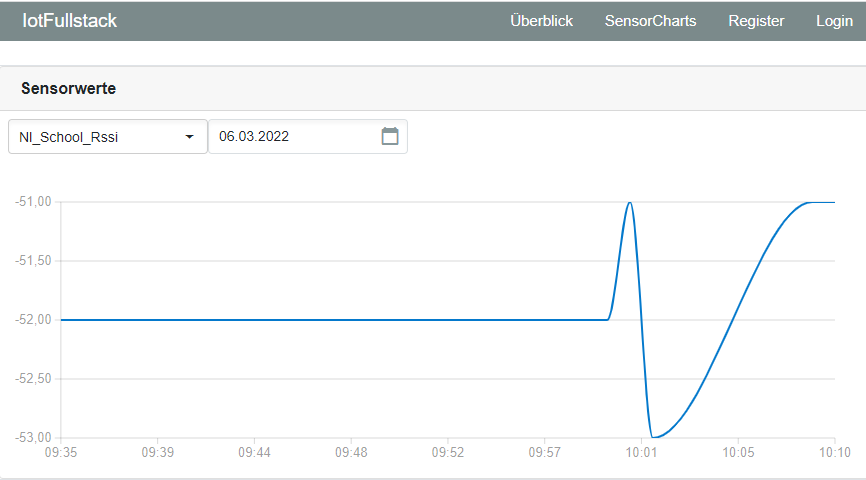 IotFullstack Überblick SensorCharts Register Login
Sensorwerte
NI_School_Rssi 06.03.2022
-51,00
-51,50
-52,00
-52,50
-53,00
09:35 09:39 09:44 09:48 09:52 09:57 10:01 10:05 10:10